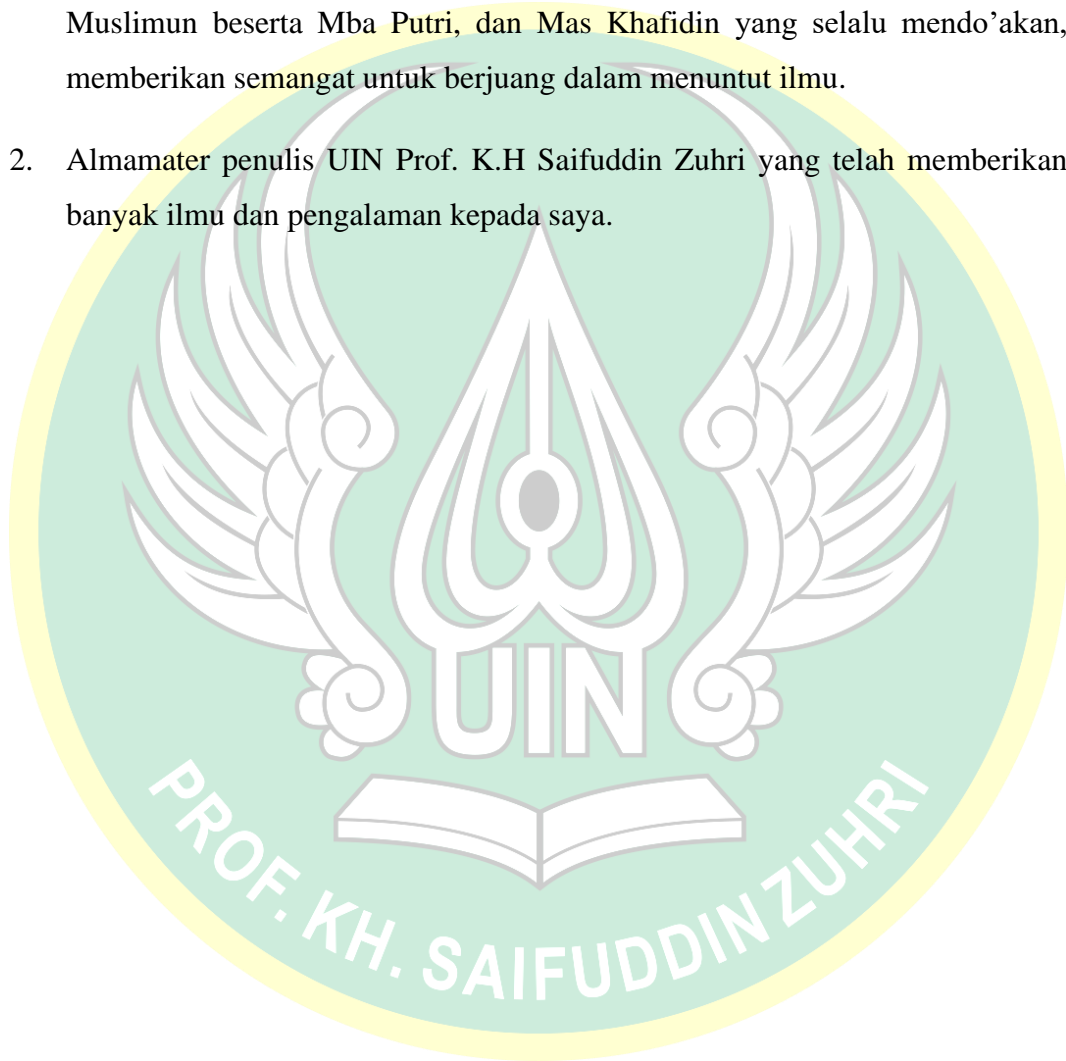 Muslimun beserta Mba Putri, dan Mas Khafidin yang selalu mendo’akan,
memberikan semangat untuk berjuang dalam menuntut ilmu.
2. Almamater penulis UIN Prof. K.H Saifuddin Zuhri yang telah memberikan
banyak ilmu dan pengalaman kepada saya.
UIN
PROF. KH. SAIFUDDIN ZUHRI